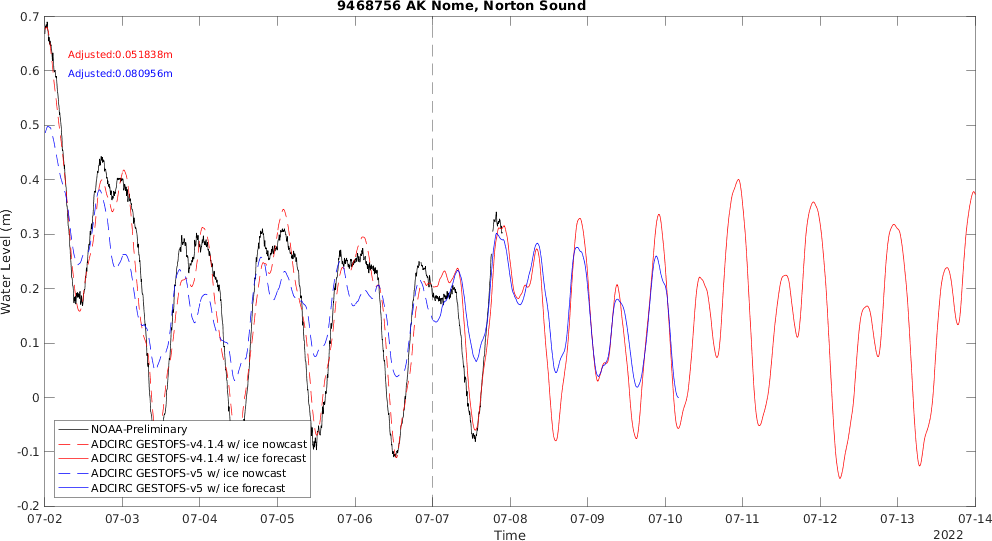 9468756 AK Nome, Norton Sound
0.7
0.6
0.5
0.4
0.3
0.2
0.1
0
-0.1
-0.2
Water Level (m)
Adjusted:0.051838m
Adjusted:0.080956m
NOAA-Preliminary
ADCIRC GESTOFS-v4.1.4 w/ ice nowcast
ADCIRC GESTOFS-v4.1.4 w/ ice forecast
ADCIRC GESTOFS-v5 w/ ice nowcast
ADCIRC GESTOFS-v5 w/ ice forecast
07-02 07-03 07-04 07-05 07-06 07-07 07-08 07-09 07-10 07-11 07-12 07-13 07-14
Time
2022